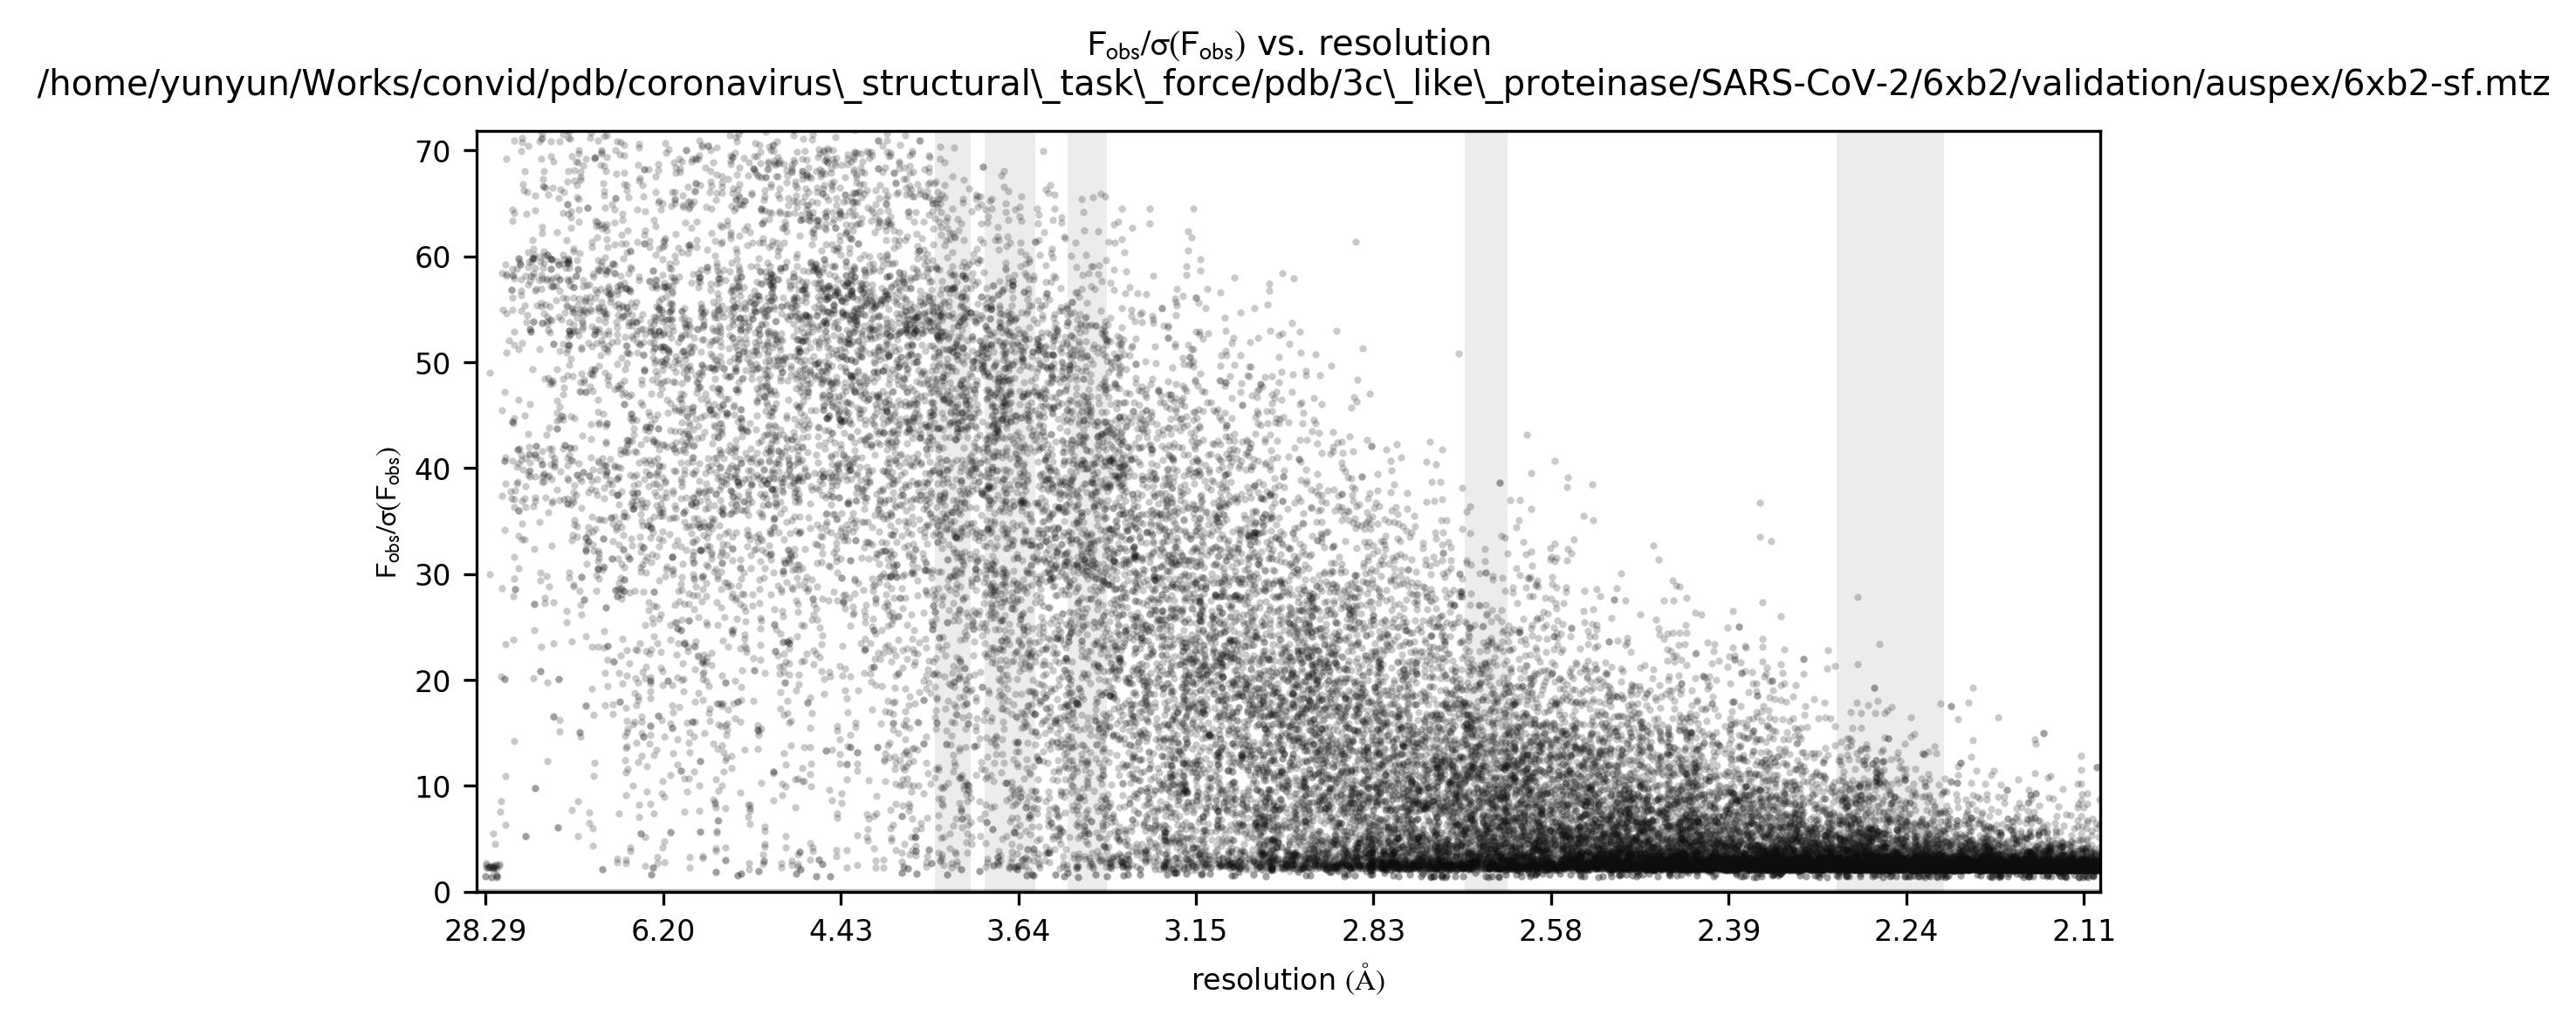 Fobs/σ(Fobs) vs. resolution
/home/yunyun/Works/convid/pdb/coronavirus\_structural\_task\_force/pdb/3c\_like\_proteinase/SARS-CoV-2/6xb2/validation/auspex/6xb2-sf.mtz
70
60
50
40
30
20
10
0
Fobs/σ(Fobs)
28.29 6.20 4.43 3.64 3.15 2.83 2.58 2.39 2.24 2.11
resolution (Å)